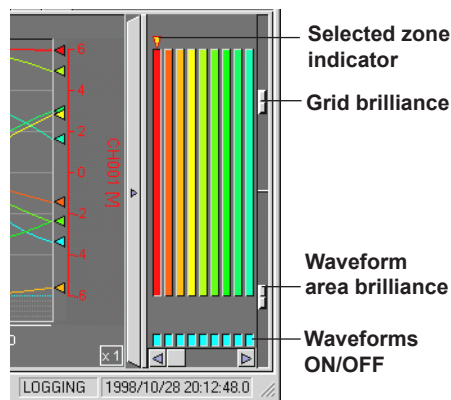 Selected zone
indicator
Grid brilliance
Waveform
area brilliance
Waveforms
ON/OFF
6
4
2
0
-2
-4
-6
CH001 [V]
0
x 1
LOGGING
1998/10/28 20:12:48.0